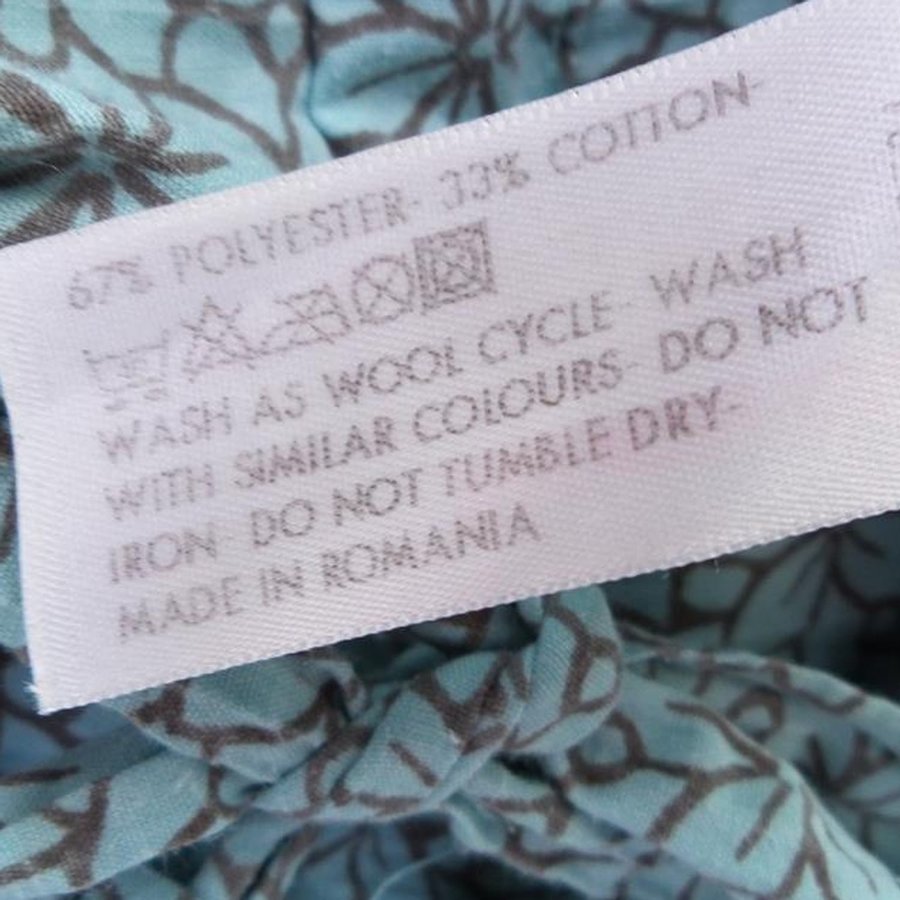 67% POLYESTER- 33% COTTON-
WASH AS WOOL CYCLE- WASH
WITH SIMILAR COLOURS- DO NOT
IRON- DO NOT TUMBLE DRY-
MADE IN ROMANIA